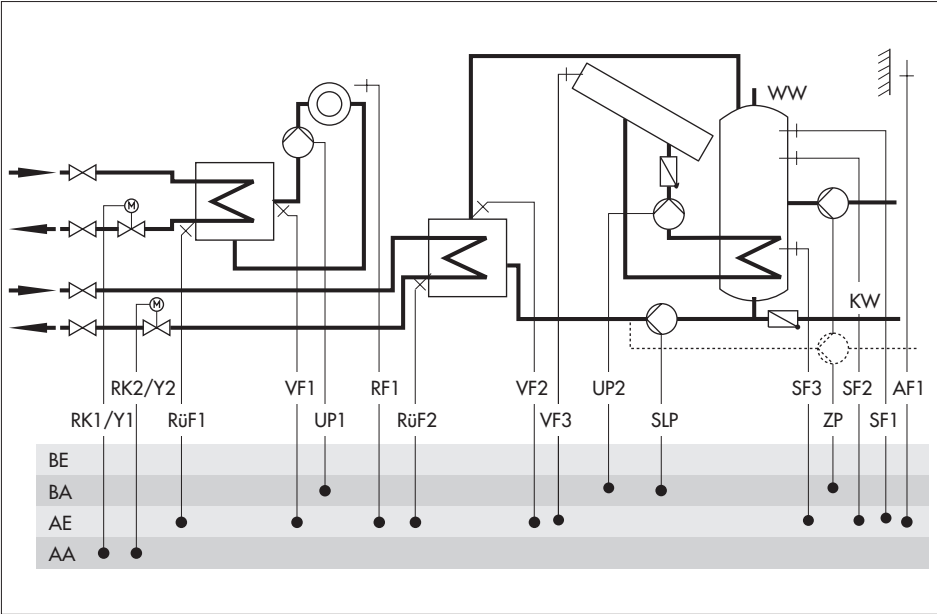 WW
M
KW
M
RK2/Y2 VF1 RF1 VF2 UP2 SF3 SF2 AF1
RK1/Y1 RüF1 UP1 RüF2 VF3 SLP ZP SF1
BE
BA
AE
AA